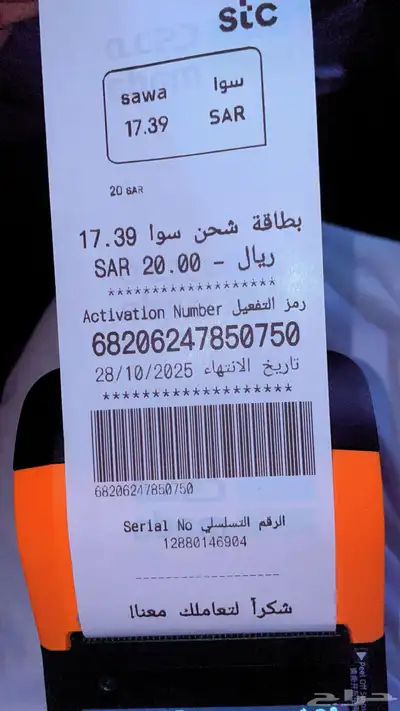 stc
sawa سوا
17.39 SAR
20 SAR
بطاقة شحن سوا 17.39
ريال - SAR 20.00
*******************
Activation Number رمز التفعيل
68206247850750
تاريخ الانتهاء 28/10/2025
*******************
68206247850750
Serial No الرقم التسلسلي
12880146904
--------------------
شكراً لتعاملك معنا!
حراج